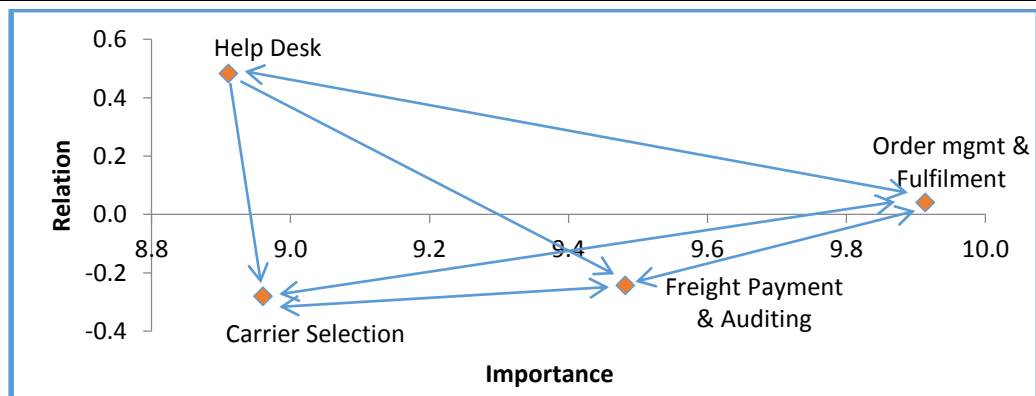 0.6
Help Desk
0.4
0.2
Order mgmt &
Fulfilment
Relation
0.0
8.8 9.0 9.2 9.4 9.6 9.8 10.0
-0.2
Freight Payment
& Auditing
Carrier Selection
-0.4
Importance